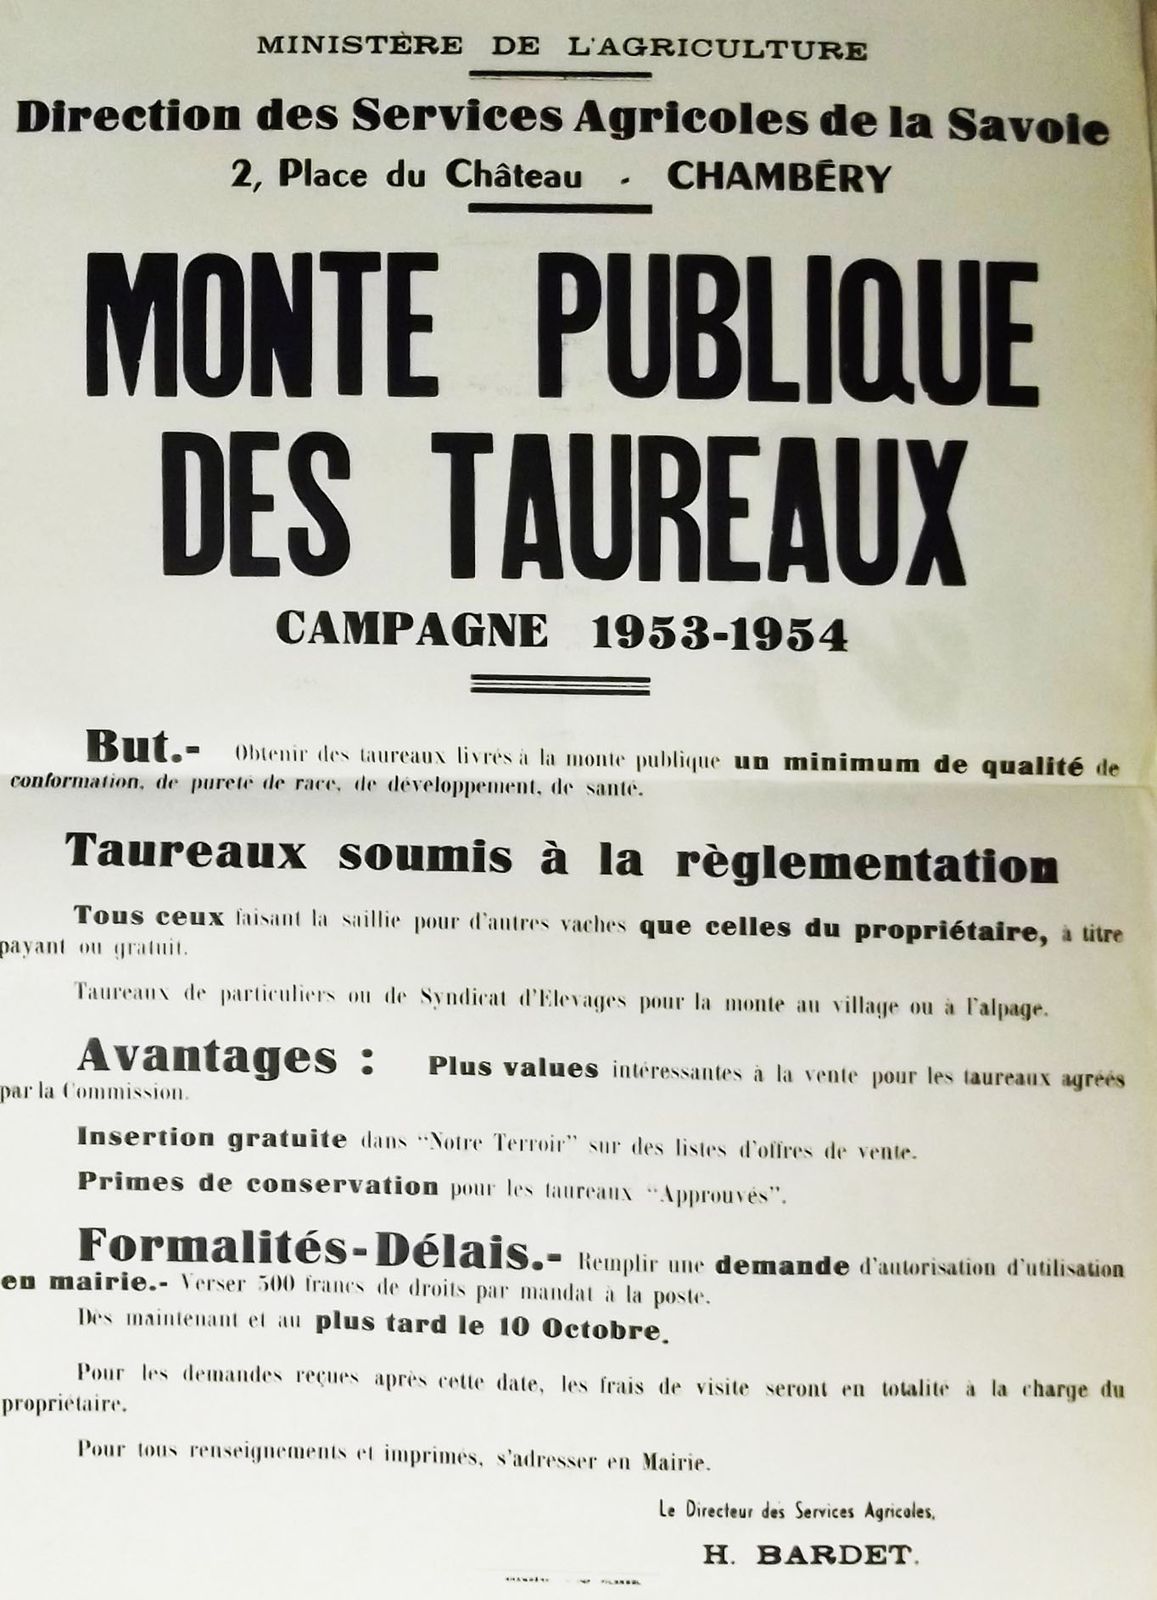 MINISTÈRE DE L'AGRICULTURE
Direction des Services Agricoles de la Savoie
2, Place du Château - CHAMBÉRY
MONTE PUBLIQUE
DES TAUREAUX
CAMPAGNE 1953-1954
But.- Obtenir des taureaux livrés à la monte publique un minimum de qualité de
conformation, de pureté de race, de développement, de santé.
Taureaux soumis à la règlementation
Tous ceux faisant la saillie pour d'autres vaches que celles du propriétaire, à titre
payant ou gratuit.
Taureaux de particuliers ou de Syndicat d'Elevages pour la monte au village ou à l'alpage.
Avantages : Plus values intéressantes à la vente pour les taureaux agréés
par la Commission.
Insertion gratuite dans "Notre Terroir" sur des listes d'offres de vente.
Primes de conservation pour les taureaux "Approuvés".
Formalités-Délais.- Remplir une demande d'autorisation d'utilisation
en mairie.- Verser 500 francs de droits par mandat à la poste.
Dès maintenant et au plus tard le 10 Octobre.
Pour les demandes reçues après cette date, les frais de visite seront en totalité à la charge du
propriétaire.
Pour tous renseignements et imprimés, s'adresser en Mairie.
Le Directeur des Services Agricoles,
H. BARDET.